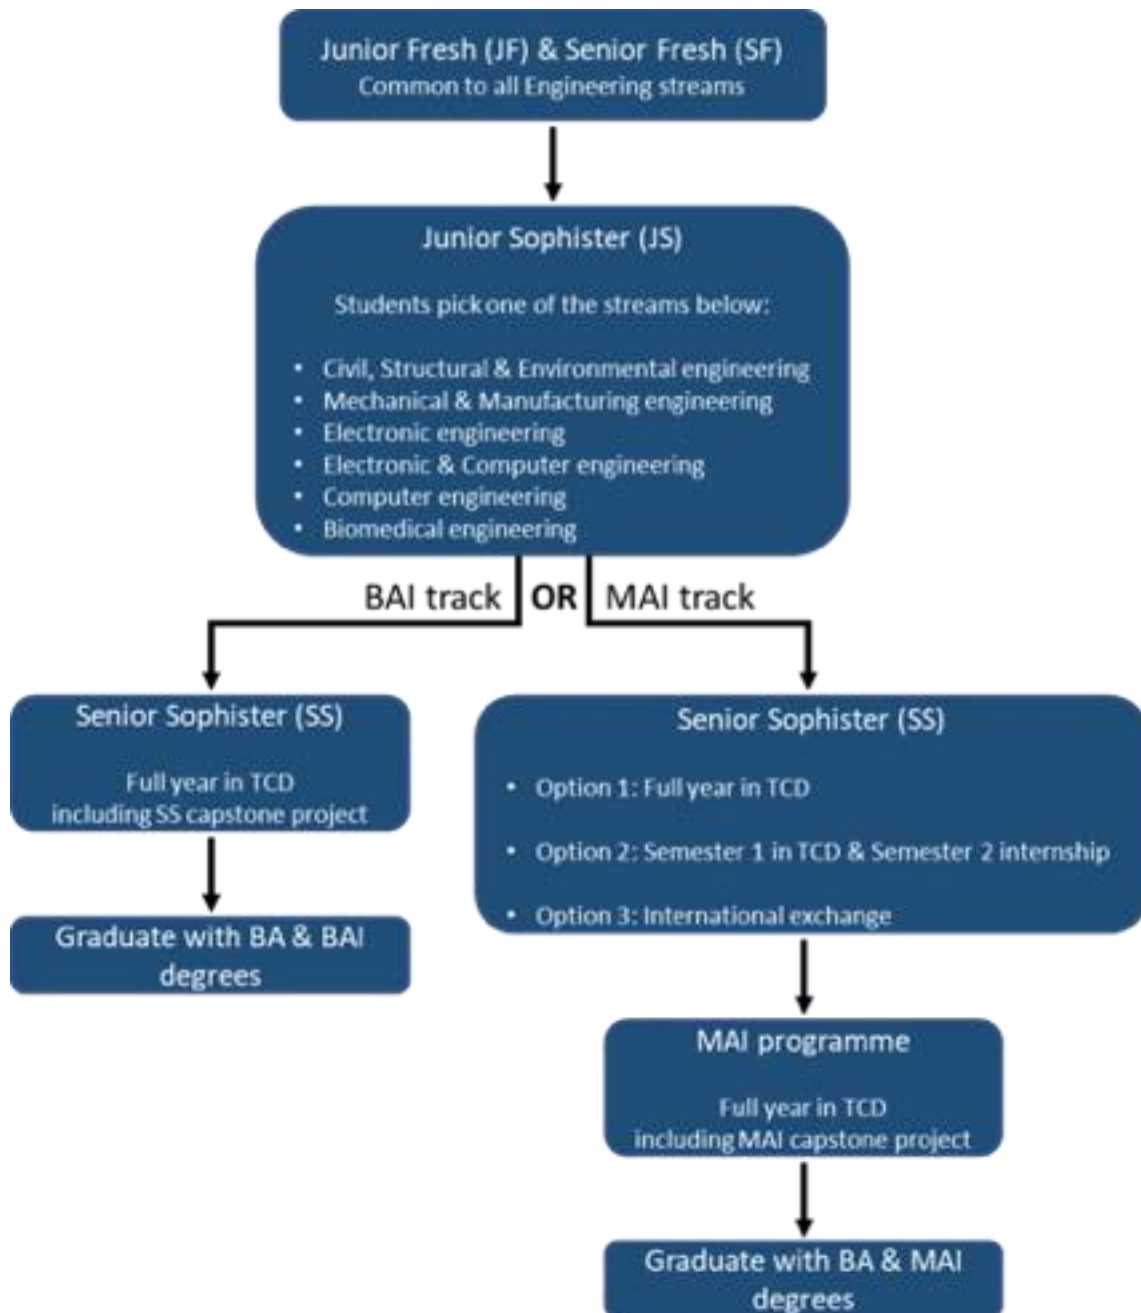 Junior Fresh (JF) & Senior Fresh (SF)
Common to all Engineering streams
Junior Sophister (JS)
Students pick one of the streams below:
• Civil, Structural & Environmental engineering
• Mechanical & Manufacturing engineering
• Electronic engineering
• Electronic & Computer engineering
• Computer engineering
• Biomedical engineering
BAI track OR MAI track
Senior Sophister (SS)
Full year in TCD
including SS capstone project
Graduate with BA & BAI
degrees
Senior Sophister (SS)
• Option 1: Full year in TCD
• Option 2: Semester 1 in TCD & Semester 2 internship
• Option 3: International exchange
MAI programme
Full year in TCD
including MAI capstone project
Graduate with BA & MAI
degrees